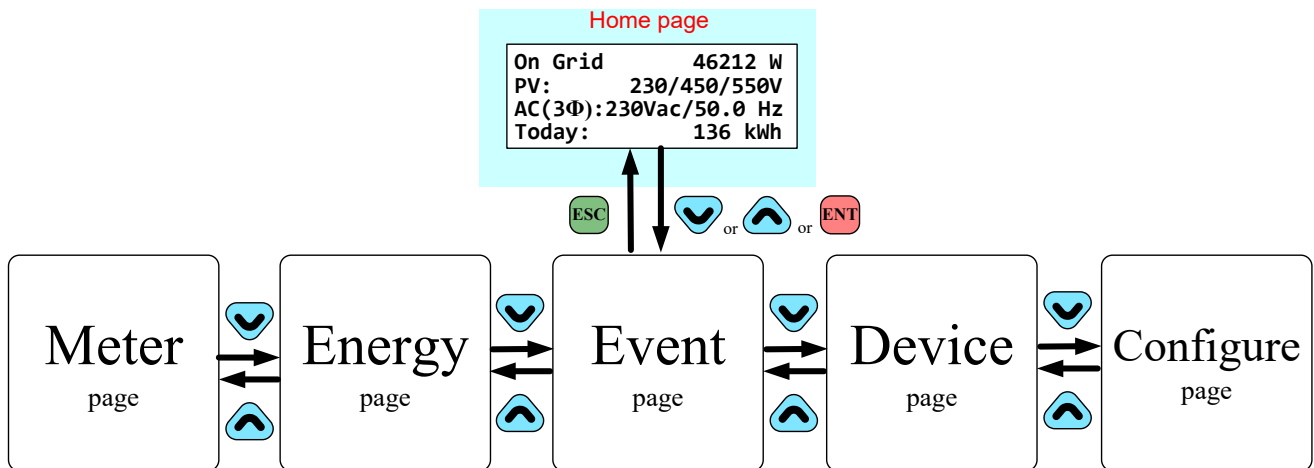 Home page
On Grid 46212 W
PV: 230/450/550V
AC(3Φ):230Vac/50.0 Hz
Today: 136 kWh
ESC or or ENT
Meter page
Energy page
Event page
Device page
Configure page